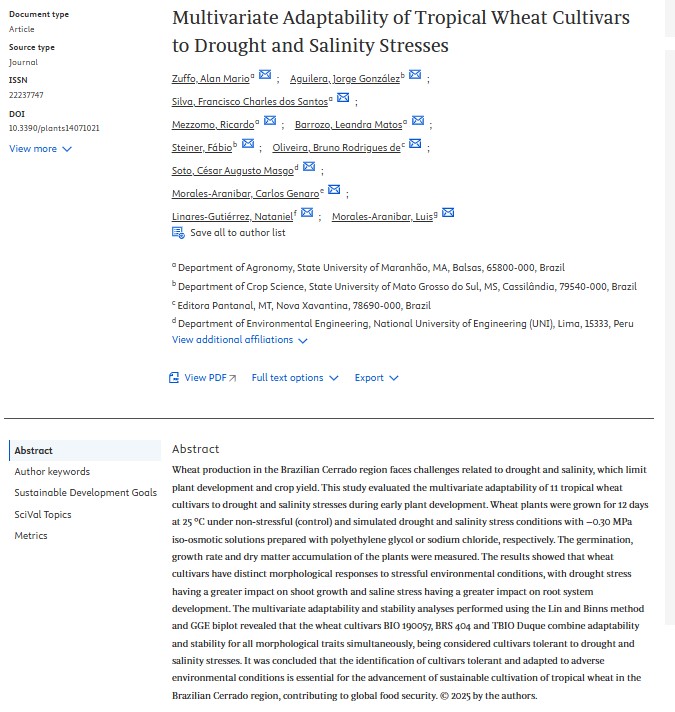 Document type
Article
Source type
Journal
ISSN
22237747
DOI
10.3390/plants14071021
View more
Multivariate Adaptability of Tropical Wheat Cultivars
to Drought and Salinity Stresses
Zuffo, Alan Mario a ; Aguilera, Jorge González b ;
Silva, Francisco Charles dos Santos a ;
Mezzomo, Ricardo a ; Barrozo, Leandra Matos a ;
Steiner, Fábio b ; Oliveira, Bruno Rodrigues de c ;
Soto, César Augusto Masgo d ;
Morales-Aranibar, Carlos Genaro e ;
Linares-Gutiérrez, Nataniel f ; Morales-Aranibar, Luis g
Save all to author list
a Department of Agronomy, State University of Maranhão, MA, Balsas, 65800-000, Brazil
b Department of Crop Science, State University of Mato Grosso do Sul, MS, Cassilândia, 79540-000, Brazil
c Editora Pantanal, MT, Nova Xavantina, 78690-000, Brazil
d Department of Environmental Engineering, National University of Engineering (UNI), Lima, 15333, Peru
View additional affiliations
View PDF Full text options Export
Abstract
Author keywords
Sustainable Development Goals
SciVal Topics
Metrics
Abstract
Wheat production in the Brazilian Cerrado region faces challenges related to drought and salinity, which limit
plant development and crop yield. This study evaluated the multivariate adaptability of 11 tropical wheat
cultivars to drought and salinity stresses during early plant development. Wheat plants were grown for 12 days
at 25 °C under non-stressful (control) and simulated drought and salinity stress conditions with −0.30 MPa
iso-osmotic solutions prepared with polyethylene glycol or sodium chloride, respectively. The germination,
growth rate and dry matter accumulation of the plants were measured. The results showed that wheat
cultivars have distinct morphological responses to stressful environmental conditions, with drought stress
having a greater impact on shoot growth and saline stress having a greater impact on root system
development. The multivariate adaptability and stability analyses performed using the Lin and Binns method
and GGE biplot revealed that the wheat cultivars BIO 190057, BRS 404 and TBIO Duque combine adaptability
and stability for all morphological traits simultaneously, being considered cultivars tolerant to drought and
salinity stresses. It was concluded that the identification of cultivars tolerant and adapted to adverse
environmental conditions is essential for the advancement of sustainable cultivation of tropical wheat in the
Brazilian Cerrado region, contributing to global food security. © 2025 by the authors.